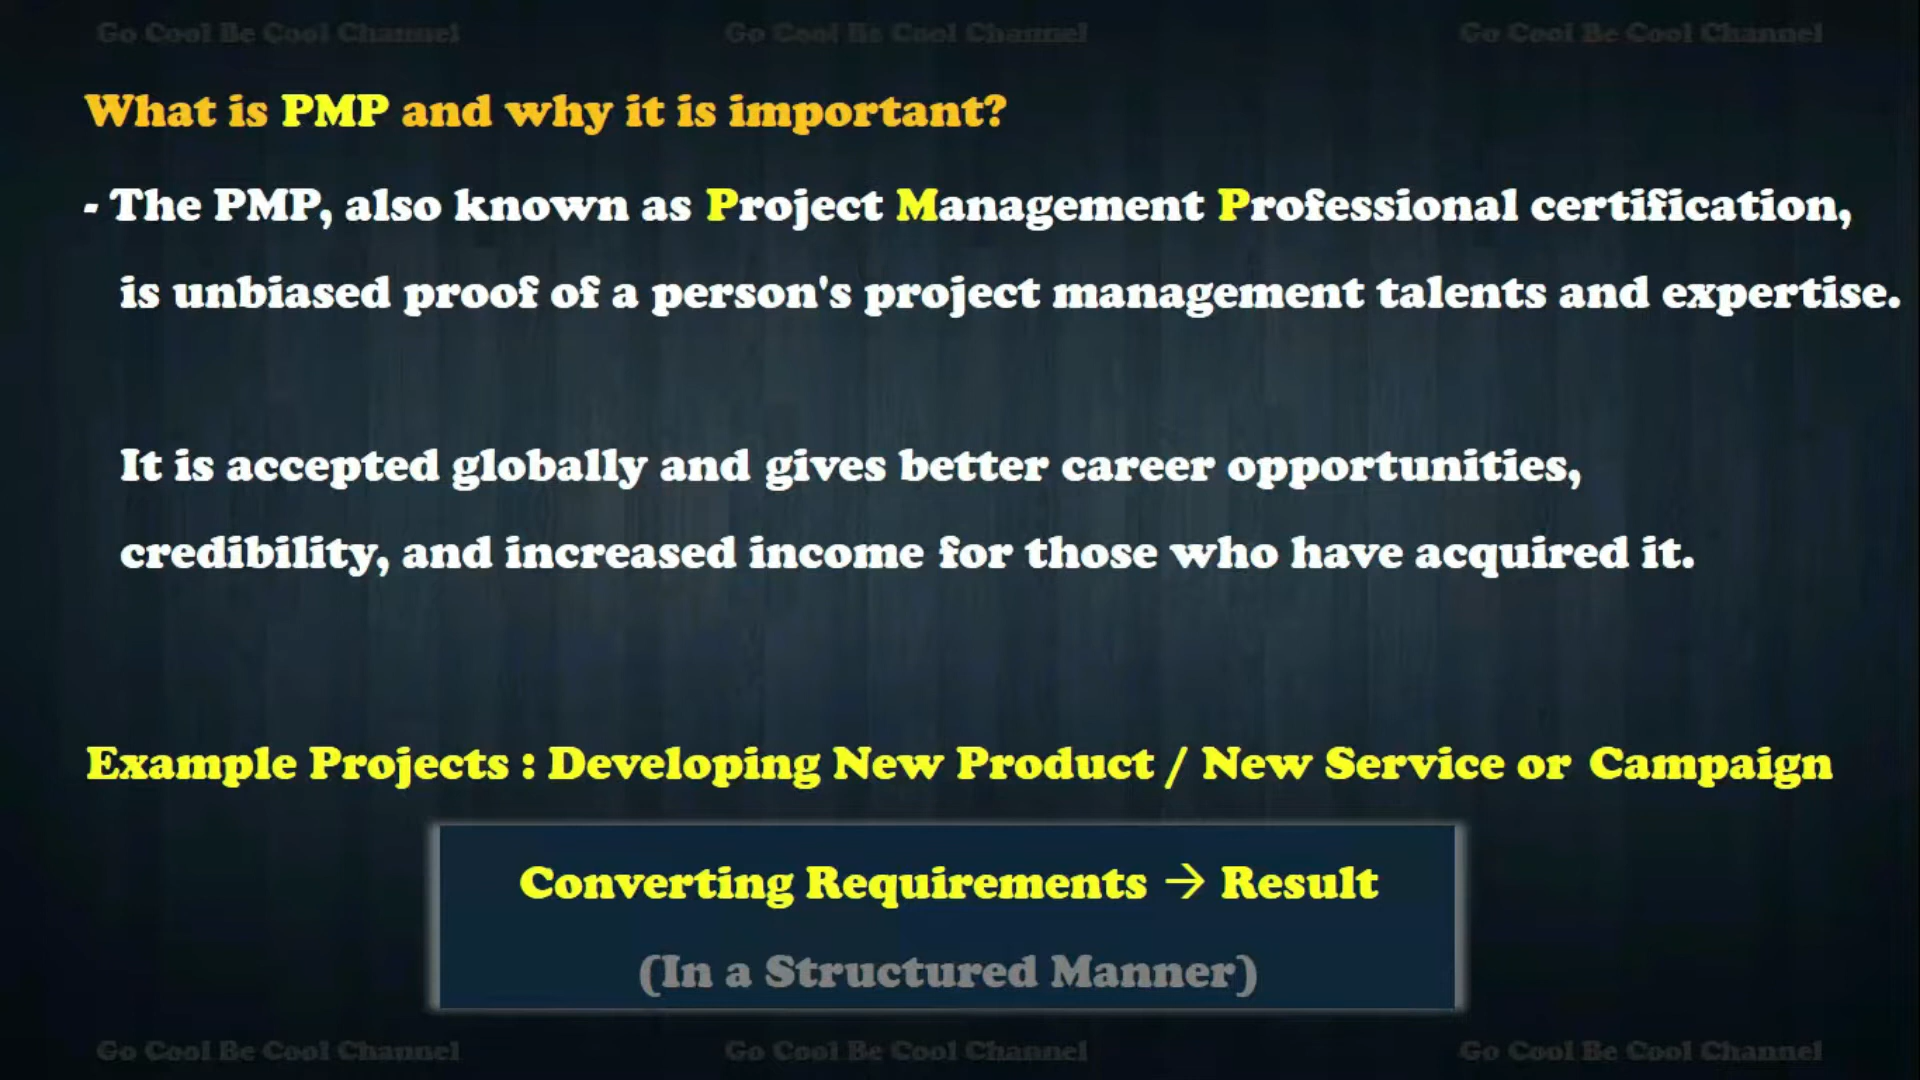 Go Cool Be Cool Channel Go Cool Be Cool Channel Go Cool Be Cool Channel
What is PMP and why it is important?
- The PMP, also known as Project Management Professional certification,
is unbiased proof of a person's project management talents and expertise.
It is accepted globally and gives better career opportunities,
credibility, and increased income for those who have acquired it.
Example Projects : Developing New Product / New Service or Campaign
Converting Requirements → Result
(In a Structured Manner)
Go Cool Be Cool Channel Go Cool Be Cool Channel Go Cool Be Cool Channel